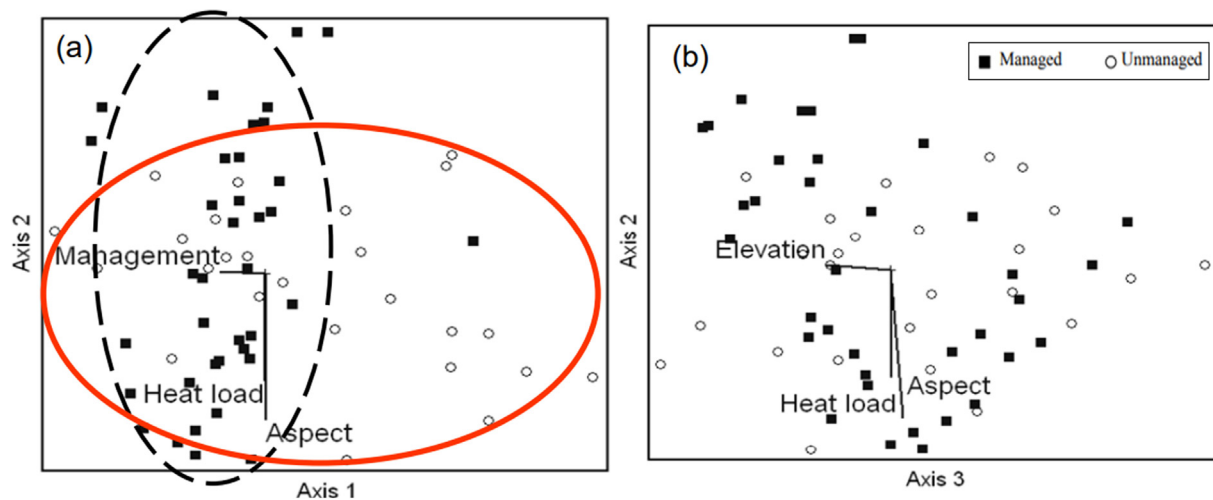 (a)
Axis 2
Management
Heat load
Aspect
Axis 1
(b)
Managed
Unmanaged
Axis 2
Elevation
Heat load
Aspect
Axis 3